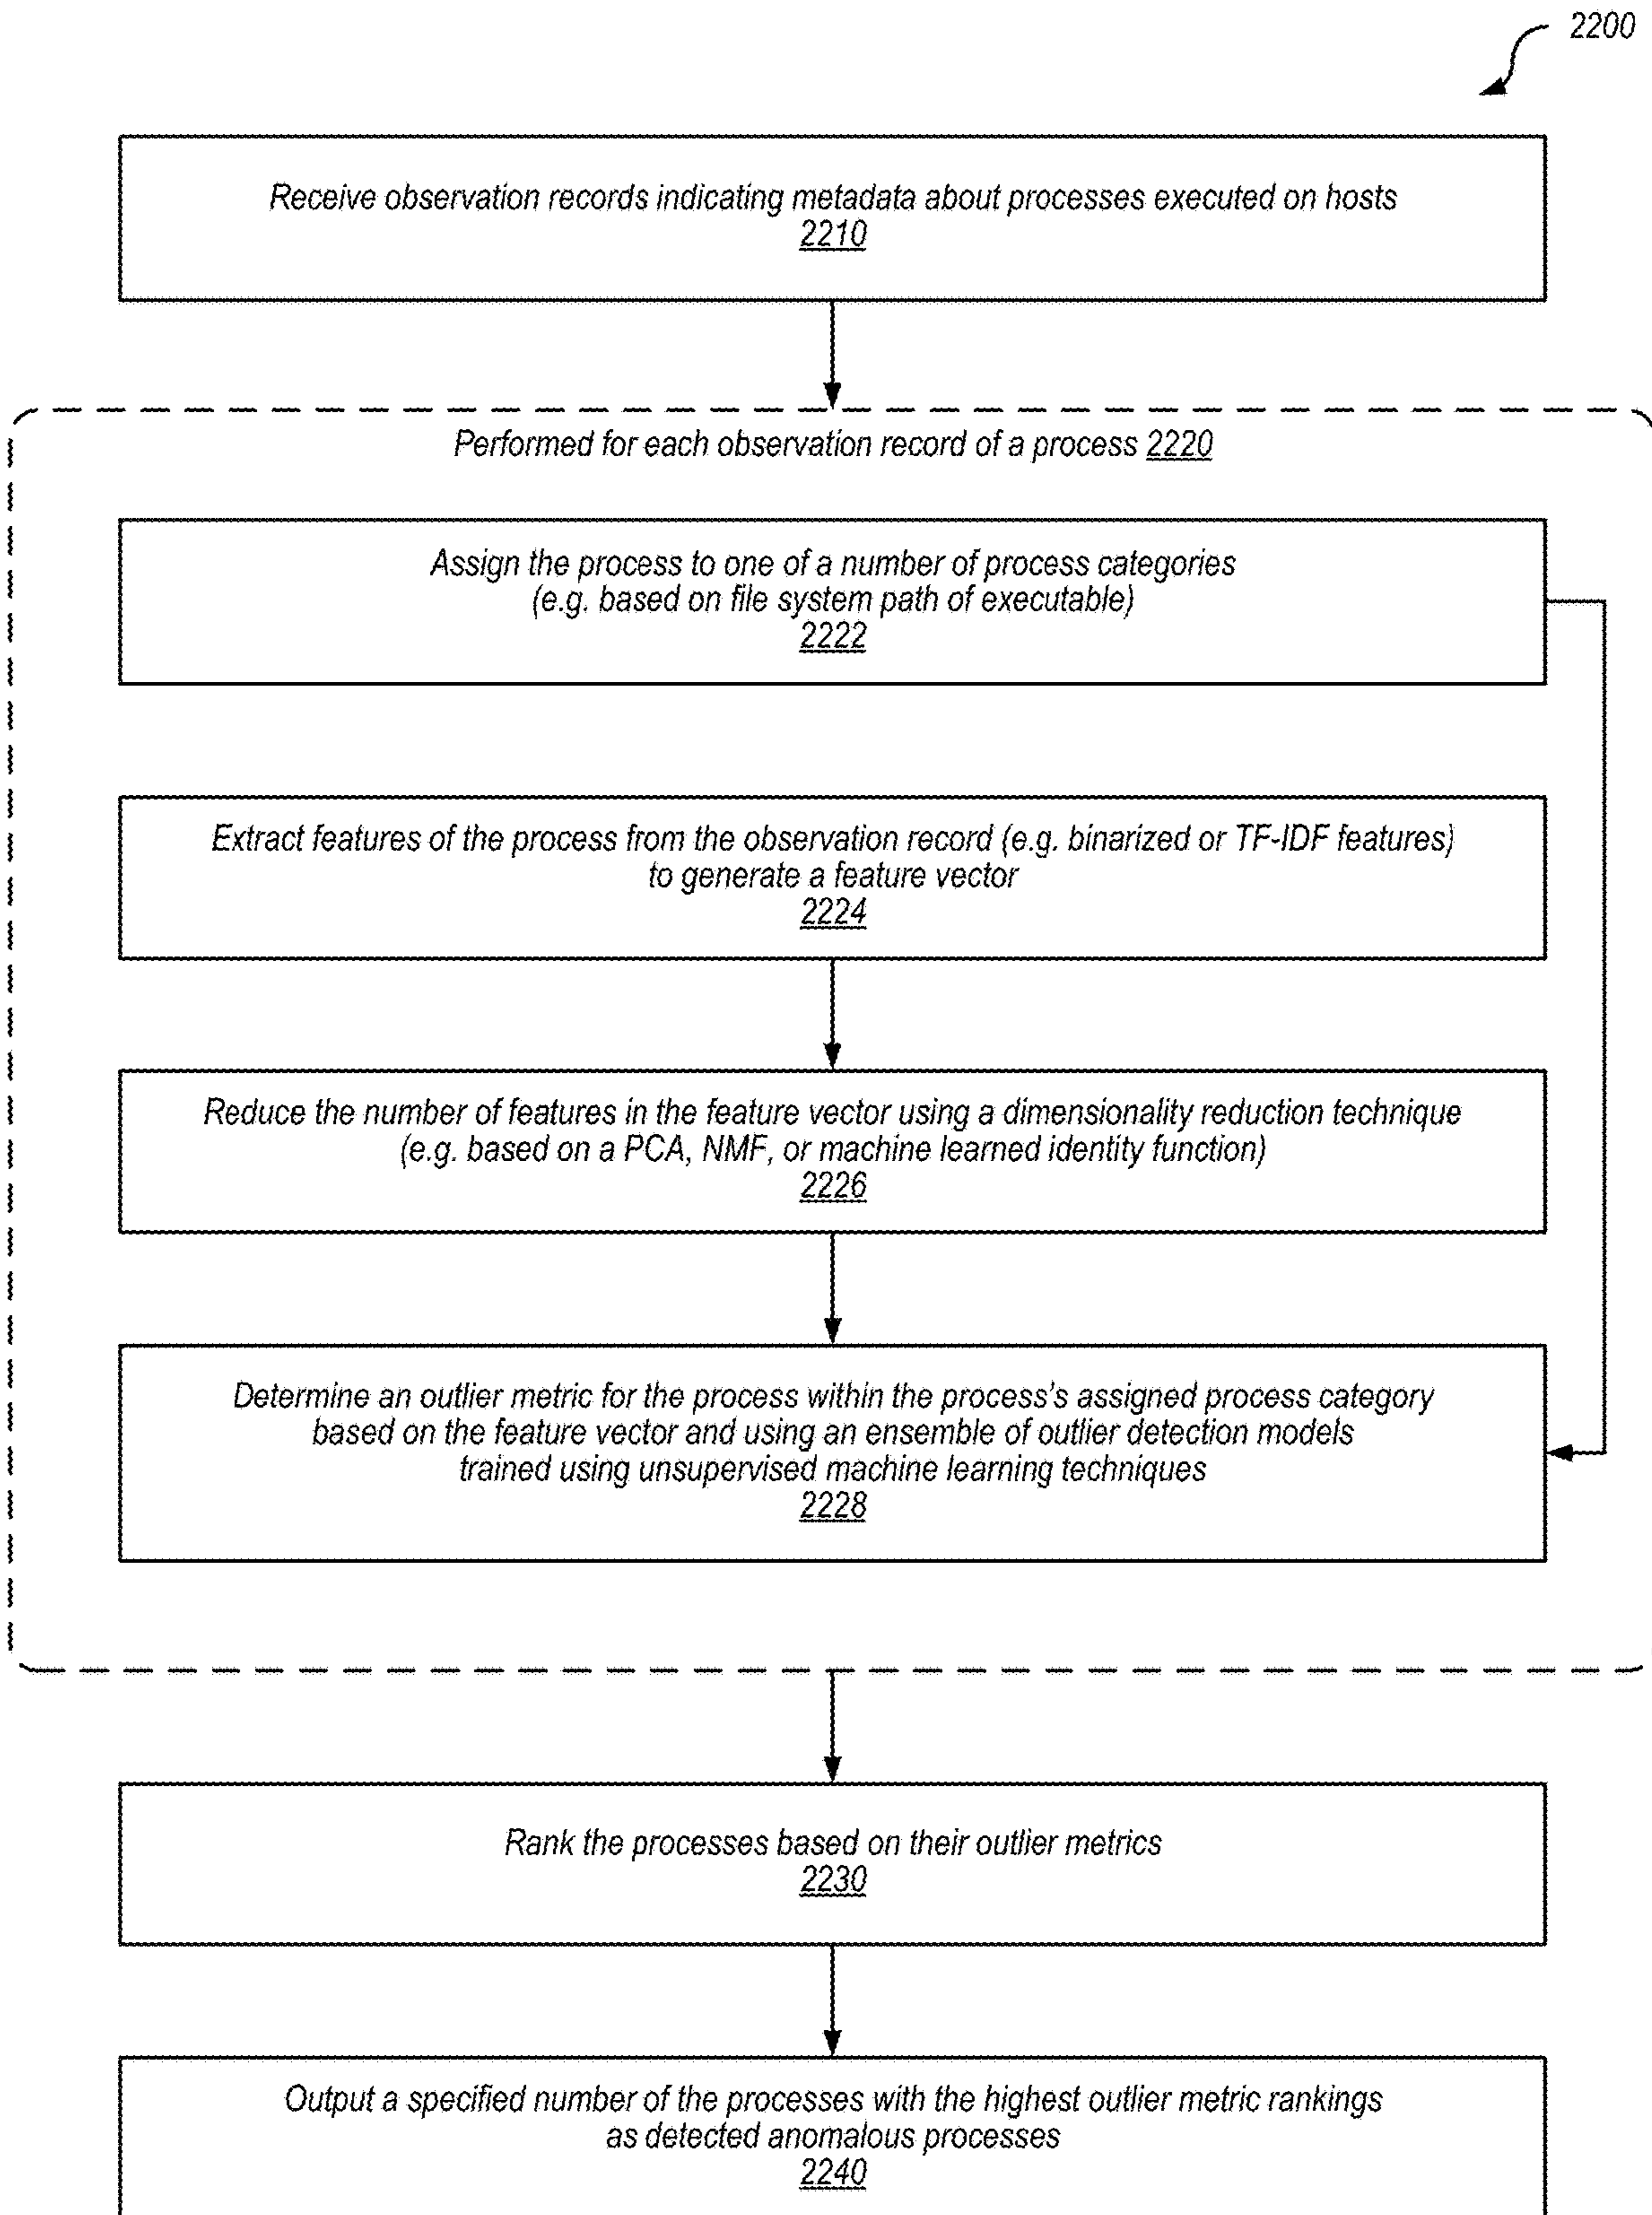 2200
Receive observation records indicating metadata about processes executed on hosts
2210
Performed for each observation record of a process 2220
Assign the process to one of a number of process categories
(e.g. based on file system path of executable)
2222
Extract features of the process from the observation record (e.g. binarized or TF-IDF features)
to generate a feature vector
2224
Reduce the number of features in the feature vector using a dimensionality reduction technique
(e.g. based on a PCA, NMF, or machine learned identity function)
2226
Determine an outlier metric for the process within the process's assigned process category
based on the feature vector and using an ensemble of outlier detection models
trained using unsupervised machine learning techniques
2228
Rank the processes based on their outlier metrics
2230
Output a specified number of the processes with the highest outlier metric rankings
as detected anomalous processes
2240